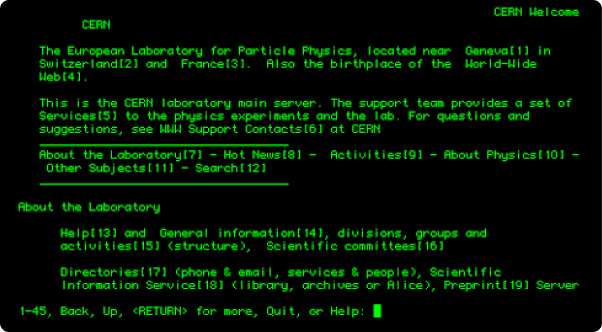 CERN Welcome
CERN
The European Laboratory for Particle Physics, located near Geneva[1] in
Switzerland[2] and France[3]. Also the birthplace of the World-Wide
Web[4].
This is the CERN laboratory main server. The support team provides a set of
Services[5] to the physics experiments and the lab. For questions and
suggestions, see WWW Support Contacts[6] at CERN
About the Laboratory[7] - Hot News[8] - Activities[9] - About Physics[10] -
Other Subjects[11] - Search[12]
About the Laboratory
Help[13] and General information[14], divisions, groups and
activities[15] (structure), Scientific committees[16]
Directories[17] (phone & email, services & people), Scientific
Information Service[18] (library, archives or Alice), Preprint[19] Server
1-45, Back, Up, <RETURN> for more, Quit, or Help: